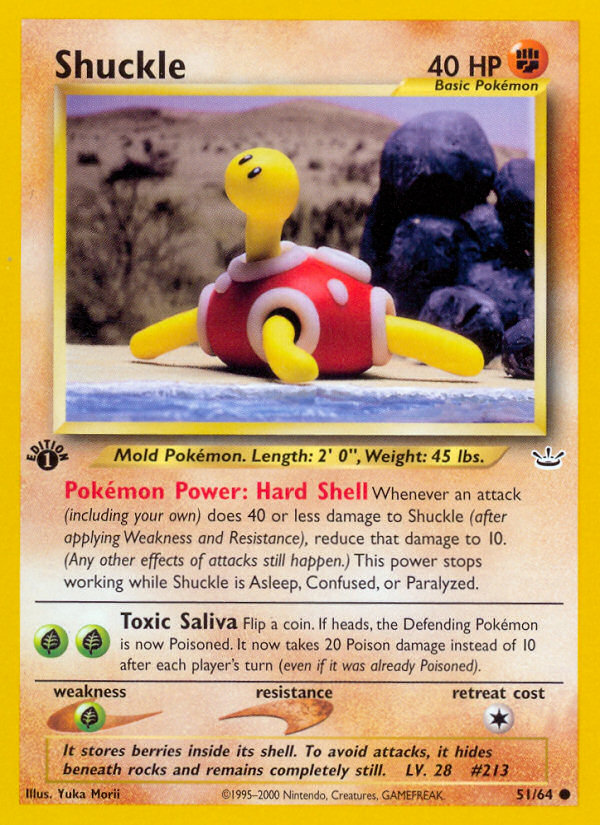 Shuckle
40 HP
Basic Pokémon
EDITION
1
Mold Pokémon. Length: 2' 0", Weight: 45 lbs.
Pokémon Power: Hard Shell Whenever an attack
(including your own) does 40 or less damage to Shuckle (after
applying Weakness and Resistance), reduce that damage to 10.
(Any other effects of attacks still happen.) This power stops
working while Shuckle is Asleep, Confused, or Paralyzed.
Toxic Saliva Flip a coin. If heads, the Defending Pokémon
is now Poisoned. It now takes 20 Poison damage instead of 10
after each player's turn (even if it was already Poisoned).
weakness resistance retreat cost
It stores berries inside its shell. To avoid attacks, it hides
beneath rocks and remains completely still. LV. 28 #213
Illus. Yuka Morii ©1995-2000 Nintendo, Creatures, GAMEFREAK. 51/64